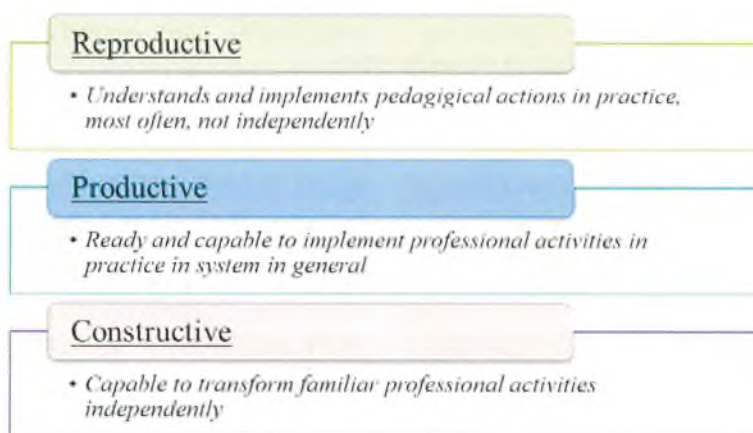 Reproductive
• Understands and implements pedagigical actions in practice,
most often, not independently
Productive
• Ready and capable to implement professional activities in
practice in system in general
Constructive
• Capable to transform familiar professional activities
independently